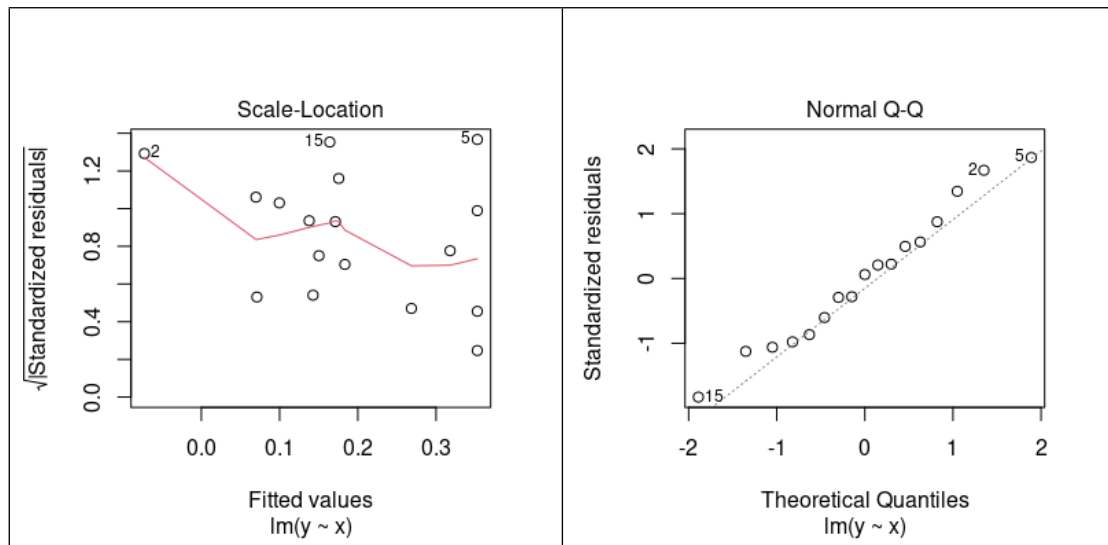 Scale-Location
√|Standardized residuals|
1.2
0.8
0.4
0.0
2
15
5
0.0 0.1 0.2 0.3
Fitted values
lm(y ~ x)
Normal Q-Q
Standardized residuals
2
1
0
-1
2
5
15
-2 -1 0 1 2
Theoretical Quantiles
lm(y ~ x)